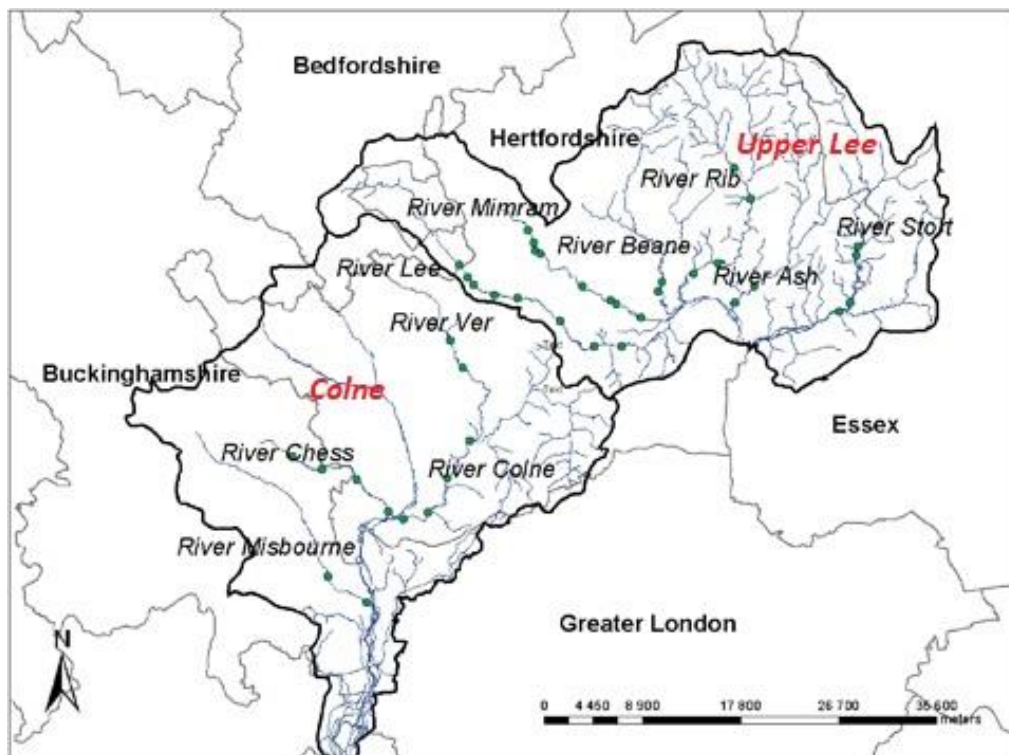 Bedfordshire
Hertfordshire
Upper Lee
River Rib
River Mimram
River Stort
River Beane
River Lee
River Ash
River Ver
Buckinghamshire
Colne
Essex
River Chess
River Colne
River Misbourne
Greater London
N
0 4 450 8 900 17 800 26 700 35 600
meters